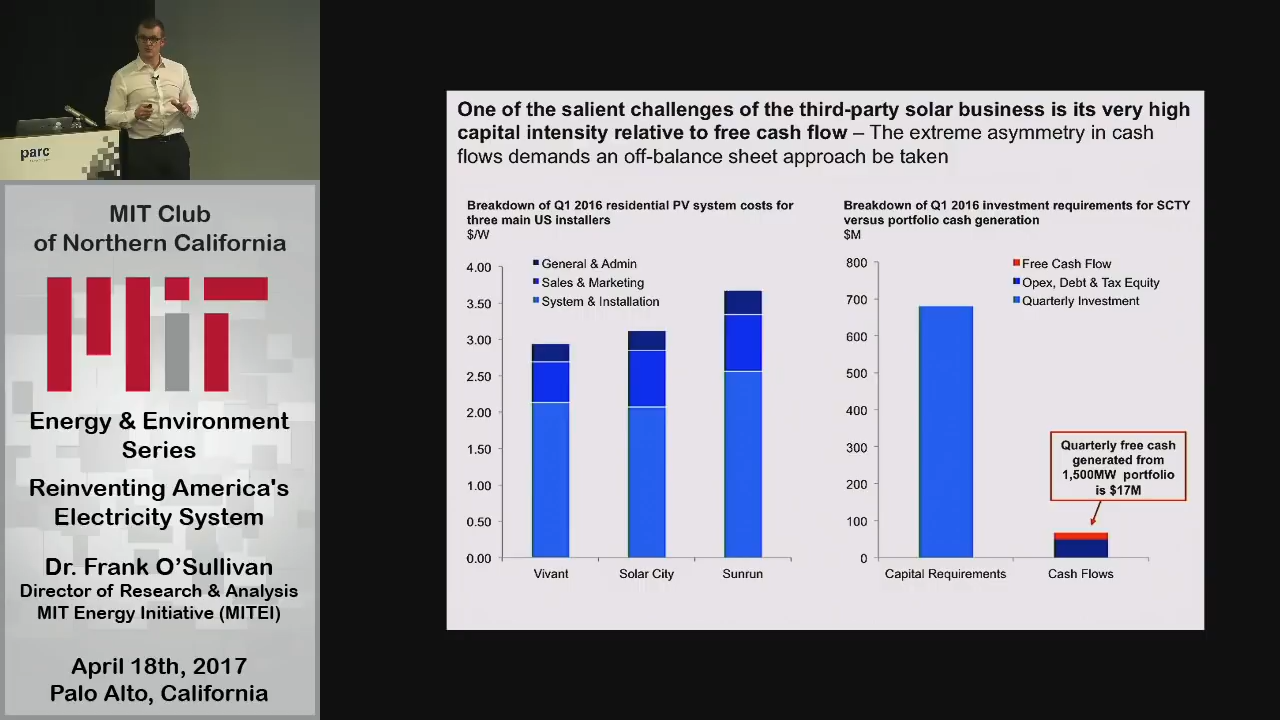 parc
MIT Club
of Northern California
MIT
Energy & Environment
Series
Reinventing America's
Electricity System
Dr. Frank O’Sullivan
Director of Research & Analysis
MIT Energy Initiative (MITEI)
April 18th, 2017
Palo Alto, California
One of the salient challenges of the third-party solar business is its very high
capital intensity relative to free cash flow – The extreme asymmetry in cash
flows demands an off-balance sheet approach be taken
Breakdown of Q1 2016 residential PV system costs for
three main US installers
$/W
General & Admin
Sales & Marketing
System & Installation
4.00
3.50
3.00
2.50
2.00
1.50
1.00
0.50
0.00
Vivant
Solar City
Sunrun
Breakdown of Q1 2016 investment requirements for SCTY
versus portfolio cash generation
$M
Free Cash Flow
Opex, Debt & Tax Equity
Quarterly Investment
800
700
600
500
400
300
200
100
0
Quarterly free cash
generated from
1,500MW portfolio
is $17M
Capital Requirements
Cash Flows